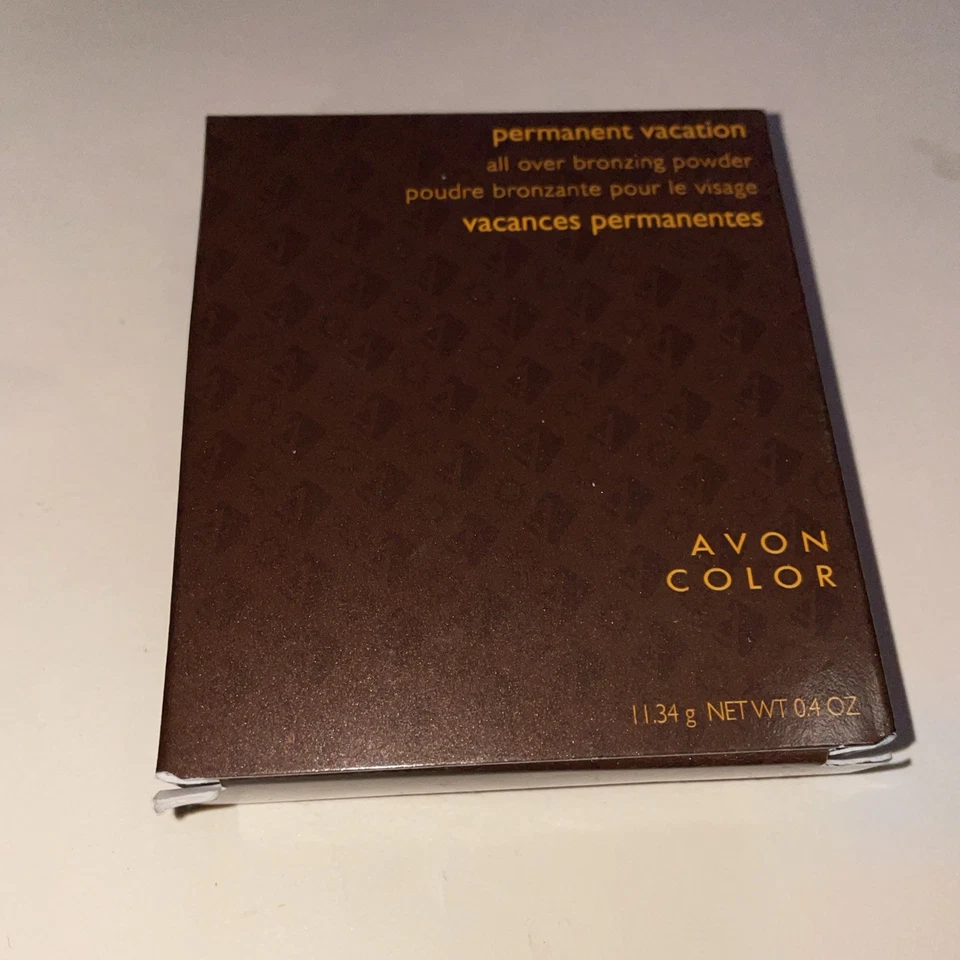 permanent vacation
all over bronzing powder
poudre bronzante pour le visage
vacances permanentes
AVON
COLOR
11.34 g NET WT 0.4 OZ